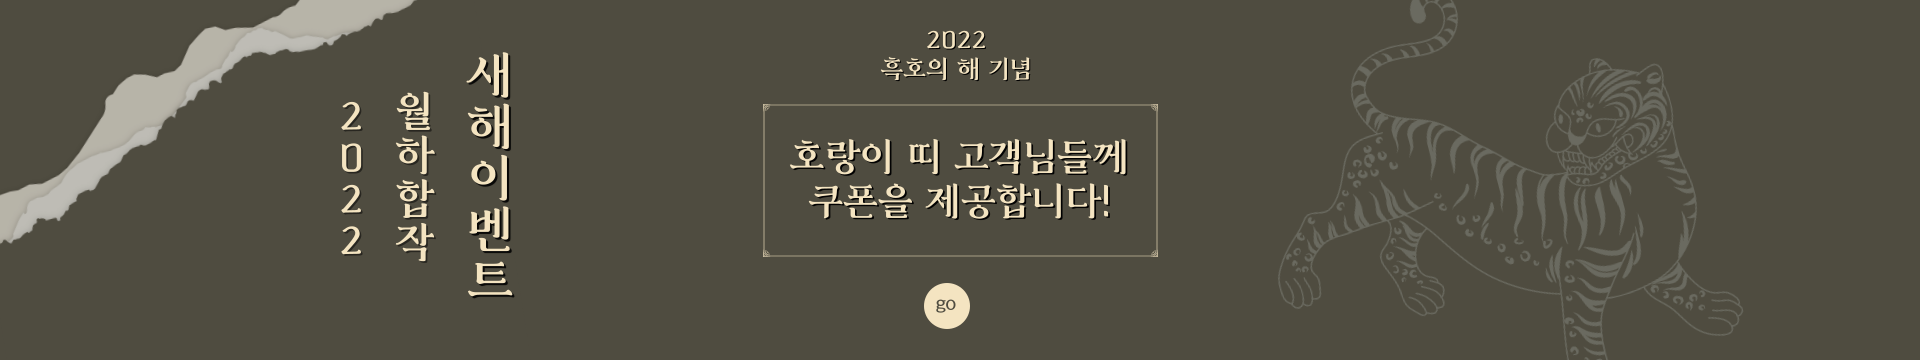 새해이벤트
월하합작
2022
2022
흑호의 해 기념
호랑이 띠 고객님들께
쿠폰을 제공합니다!
go